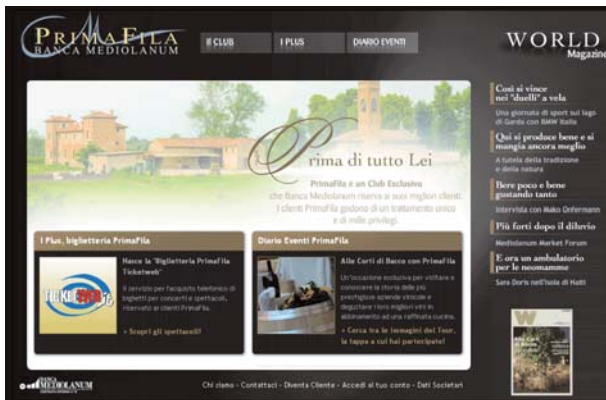 PRIMAFILA
BANCA MEDIOLANUM
Il CLUB
I PLUS
DIARIO EVENTI
WORLD
Magazine
Prima di tutto Lei
PrimaFila è un Club Esclusivo
che Banca Mediolanum riserva ai suoi migliori clienti.
I clienti PrimaFila godono di un trattamento unico
e di mille privilegi.
I Plus, biglietteria PrimaFila
TICKETWEB
Nasce la "Biglietteria PrimaFila
Ticketweb"
Il servizio per l'acquisto telefonico di
biglietti per concerti e spettacoli,
riservato ai clienti PrimaFila.
› Scopri gli spettacoli!
Diario Eventi PrimaFila
Alle Corti di Bacco con PrimaFila
Un'occasione esclusiva per visitare e
conoscere la storia delle più
prestigiose aziende vinicole e
degustare i loro migliori vini in
abbinamento ad una raffinata cucina.
› Cerca tra le immagini del Tour,
la tappa a cui hai partecipato!
Così si vince
nei "duelli" a vela
Una giornata di sport sul lago
di Garda con BMW Italia
Qui si produce bene e si
mangia ancora meglio
A tutela della tradizione
e della natura
Bere poco e bene
gustando tanto
Intervista con Mako Onfermann
Più forti dopo il diluvio
Mediolanum Market Forum
E ora un ambulatorio
per le neomamme
Sara Doris nell'isola di Haiti
W
BANCA
MEDIOLANUM
Chi siamo - Contattaci - Diventa Cliente - Accedi al tuo conto - Dati Societari